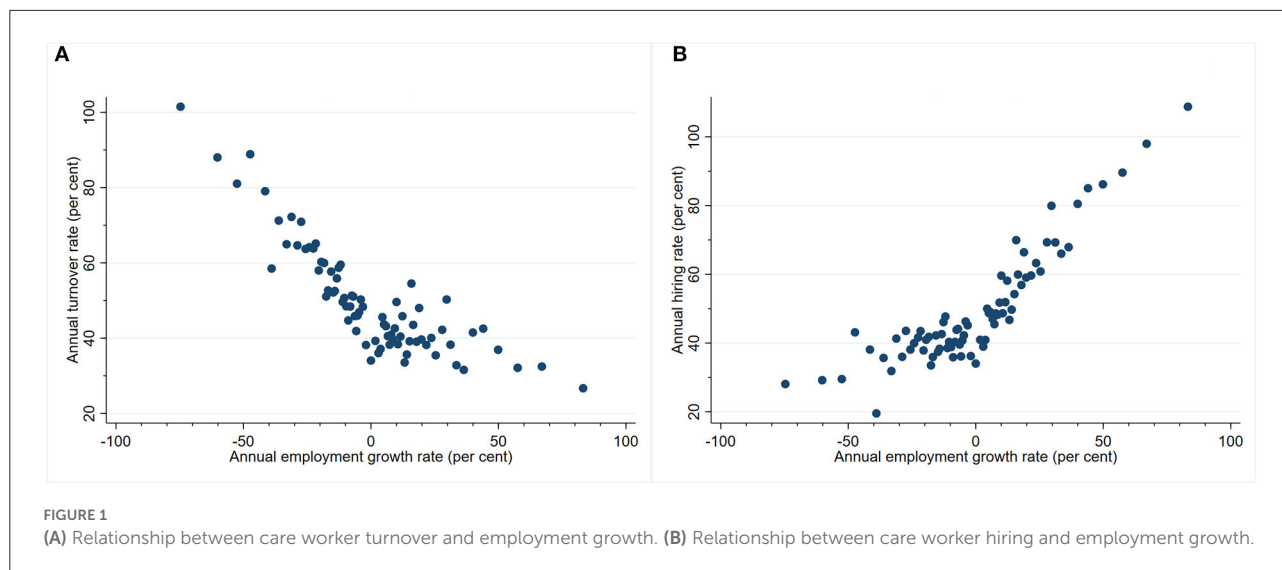 A
Annual turnover rate (per cent)
100
80
60
40
20
-100 -50 0 50 100
Annual employment growth rate (per cent)
B
Annual hiring rate (per cent)
100
80
60
40
20
-100 -50 0 50 100
Annual employment growth rate (per cent)
FIGURE 1
(A) Relationship between care worker turnover and employment growth. (B) Relationship between care worker hiring and employment growth.